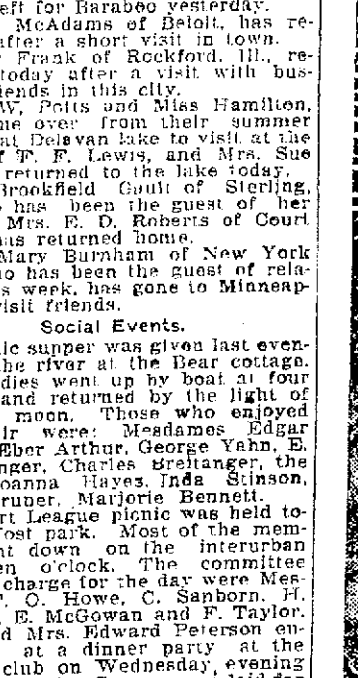 eft for Baraboo yesterday.
McAdams of Beloit, has re-
after a short visit in town.
Frank of Rockford, Ill., re-
today after a visit with bus-
iends in this city.
W. Potts and Miss Hamilton,
me over from their summer
at Delavan lake to visit at the
f T. F. Lewis, and Mrs. Sue
returned to the lake today.
Brookfield Gault of Sterling,
has been the guest of her
Mrs. E. D. Roberts of Court
has returned home.
Mary Burnham of New York
ho has been the guest of rela-
s week, has gone to Minneap-
visit friends.
Social Events.
ic supper was given last even-
he river at the Bear cottage.
dies went up by boat at four
and returned by the light of
moon. Those who enjoyed
ir were: Mesdames Edgar
Eber Arthur, George Yahn, E.
nger, Charles Breitanger, the
oanna Hayes, Inda Stinson,
ruber, Marjorie Bennett.
rt League picnic was held to-
Yost park. Most of the mem-
nt down on the interurban
en o'clock. The committee
charge for the day were Mes-
O. Howe, C. Sanborn, H.
E. McGowan and F. Taylor.
d Mrs. Edward Peterson en-
at a dinner party at the
club on Wednesday evening